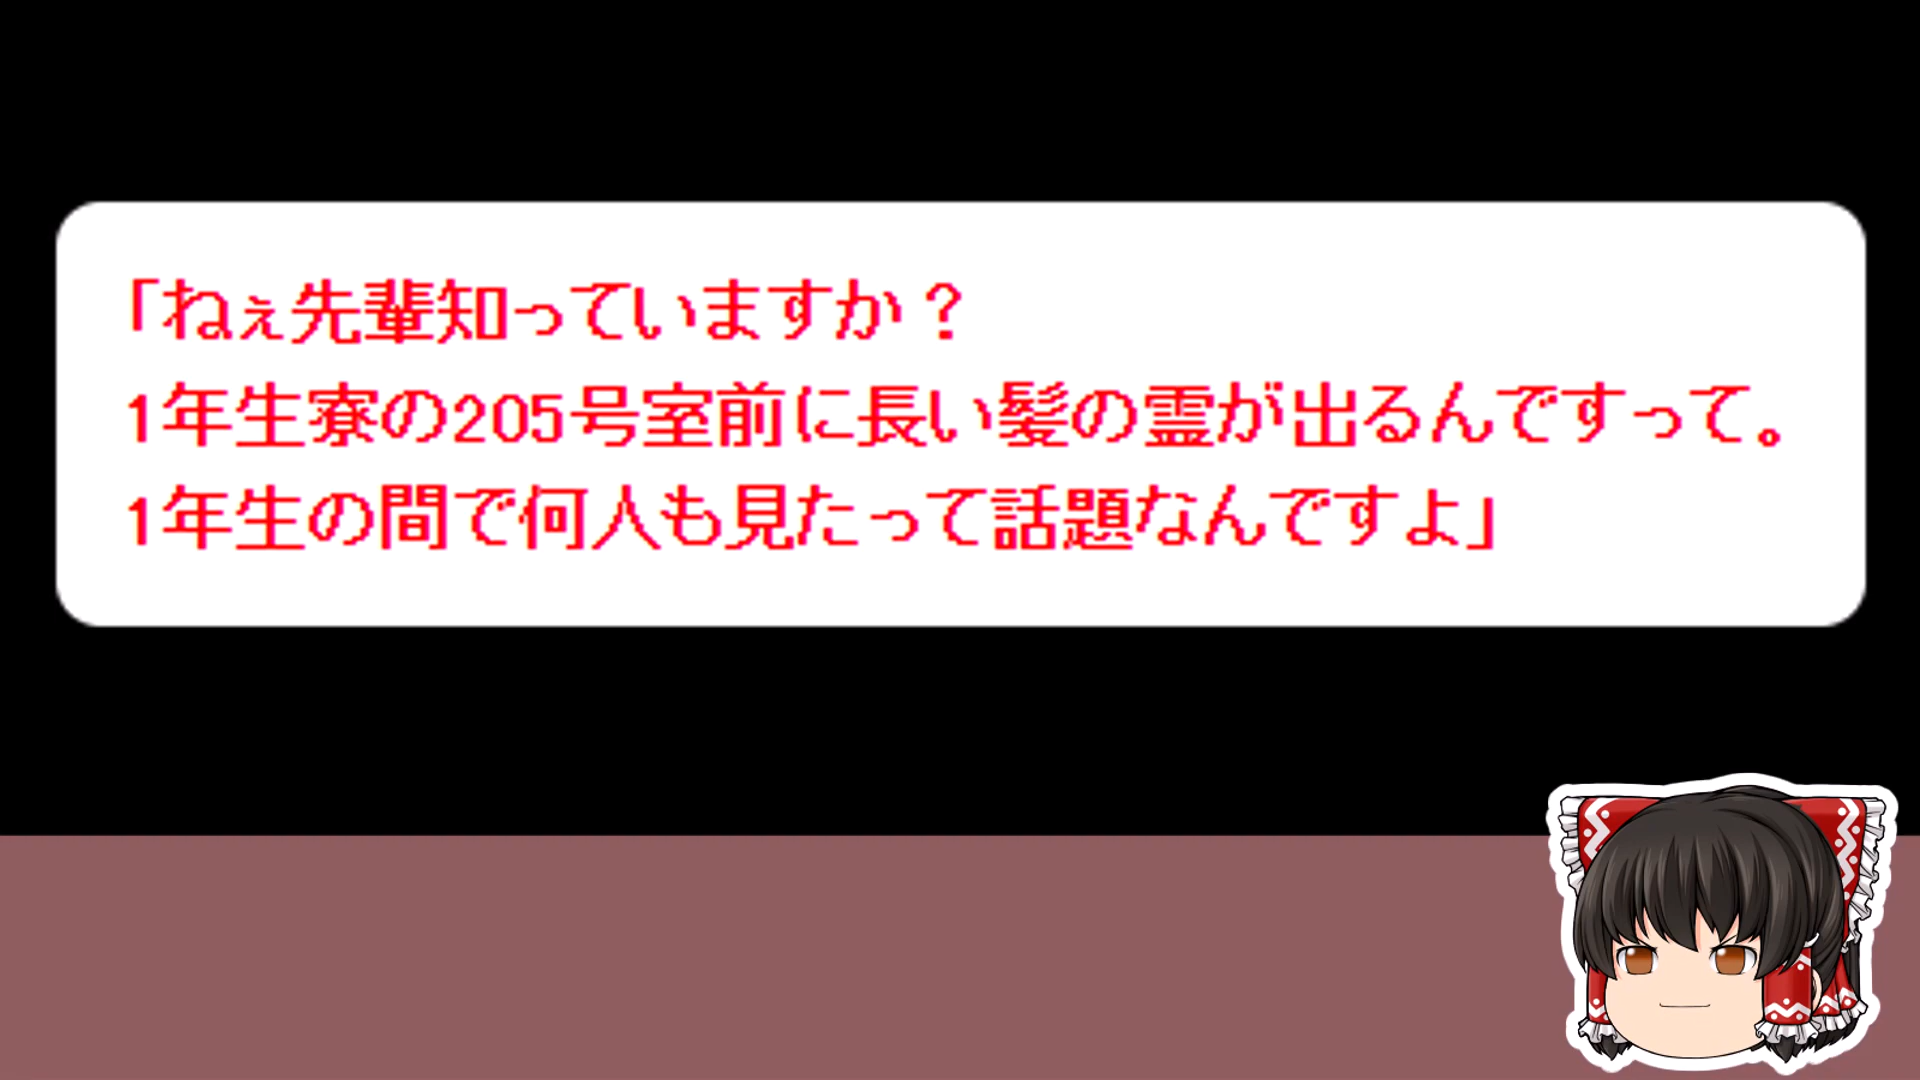 「ねぇ先輩知っていますか？
1年生寮の205号室前に長い髪の霊が出るんですって。
1年生の間で何人も見たって話題なんですよ」